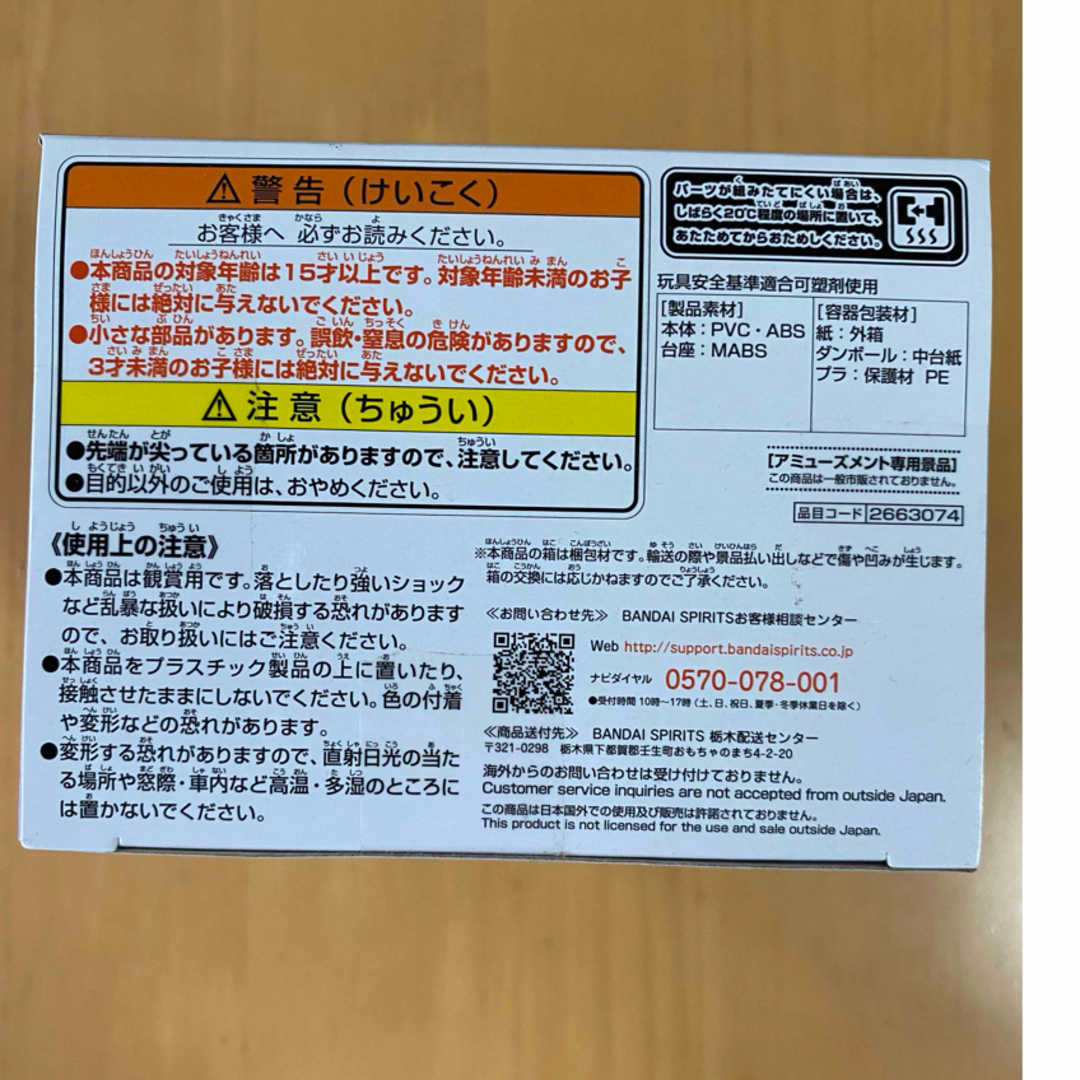 ⚠警告(けいこく)
お客様へ 必ずお読みください。
●本商品の対象年齢は15才以上です。対象年齢未満のお子
様には絶対に与えないでください。
●小さな部品があります。誤飲・窒息の危険がありますので、
3才未満のお子様には絶対に与えないでください。
⚠注意(ちゅうい)
●先端が尖っている箇所がありますので、注意してください。
●目的以外のご使用は、おやめください。
《使用上の注意》
●本商品は観賞用です。落としたり強いショック
など乱暴な扱いにより破損する恐れがあります
ので、お取り扱いにはご注意ください。
●本商品をプラスチック製品の上に置いたり、
接触させたままにしないでください。色の付着
や変形などの恐れがあります。
●変形する恐れがありますので、直射日光の当た
る場所や窓際・車内など高温・多湿のところに
は置かないでください。
パーツが組みたてにくい場合は、
しばらく20℃程度の場所に置いて、
あたためてからおためしください。
玩具安全基準適合可塑剤使用
[製品素材]
本体:PVC・ABS
台座:MABS
[容器包装材]
紙:外箱
ダンボール:中台紙
プラ:保護材 PE
[アミューズメント専用景品]
この商品は一般市販されておりません。
品目コード 2663074
※本商品の箱は梱包材です。輸送の際や景品払い出しなどで傷や凹みが生じます。
箱の交換には応じかねますのでご了承ください。
≪お問い合わせ先≫ BANDAI SPIRITSお客様相談センター
Web http://support.bandaispirits.co.jp
ナビダイヤル 0570-078-001
●受付時間 10時〜17時(土、日、祝日、夏季・冬季休業日を除く)
≪商品送付先≫ BANDAI SPIRITS 栃木配送センター
〒321-0298 栃木県下都賀郡壬生町おもちゃのまち4-2-20
海外からのお問い合わせは受け付けておりません。
Customer service inquiries are not accepted from outside Japan.
この商品は日本国外での使用及び販売は許諾されておりません。
This product is not licensed for the use and sale outside Japan.